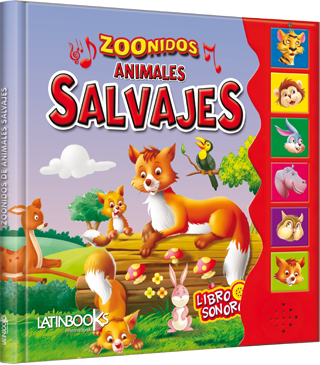 ZOONIDOS
ANIMALES
SALVAJES
ZOONIDOS DE ANIMALES SALVAJES
LIBRO
SONORO
LATINBOOKS